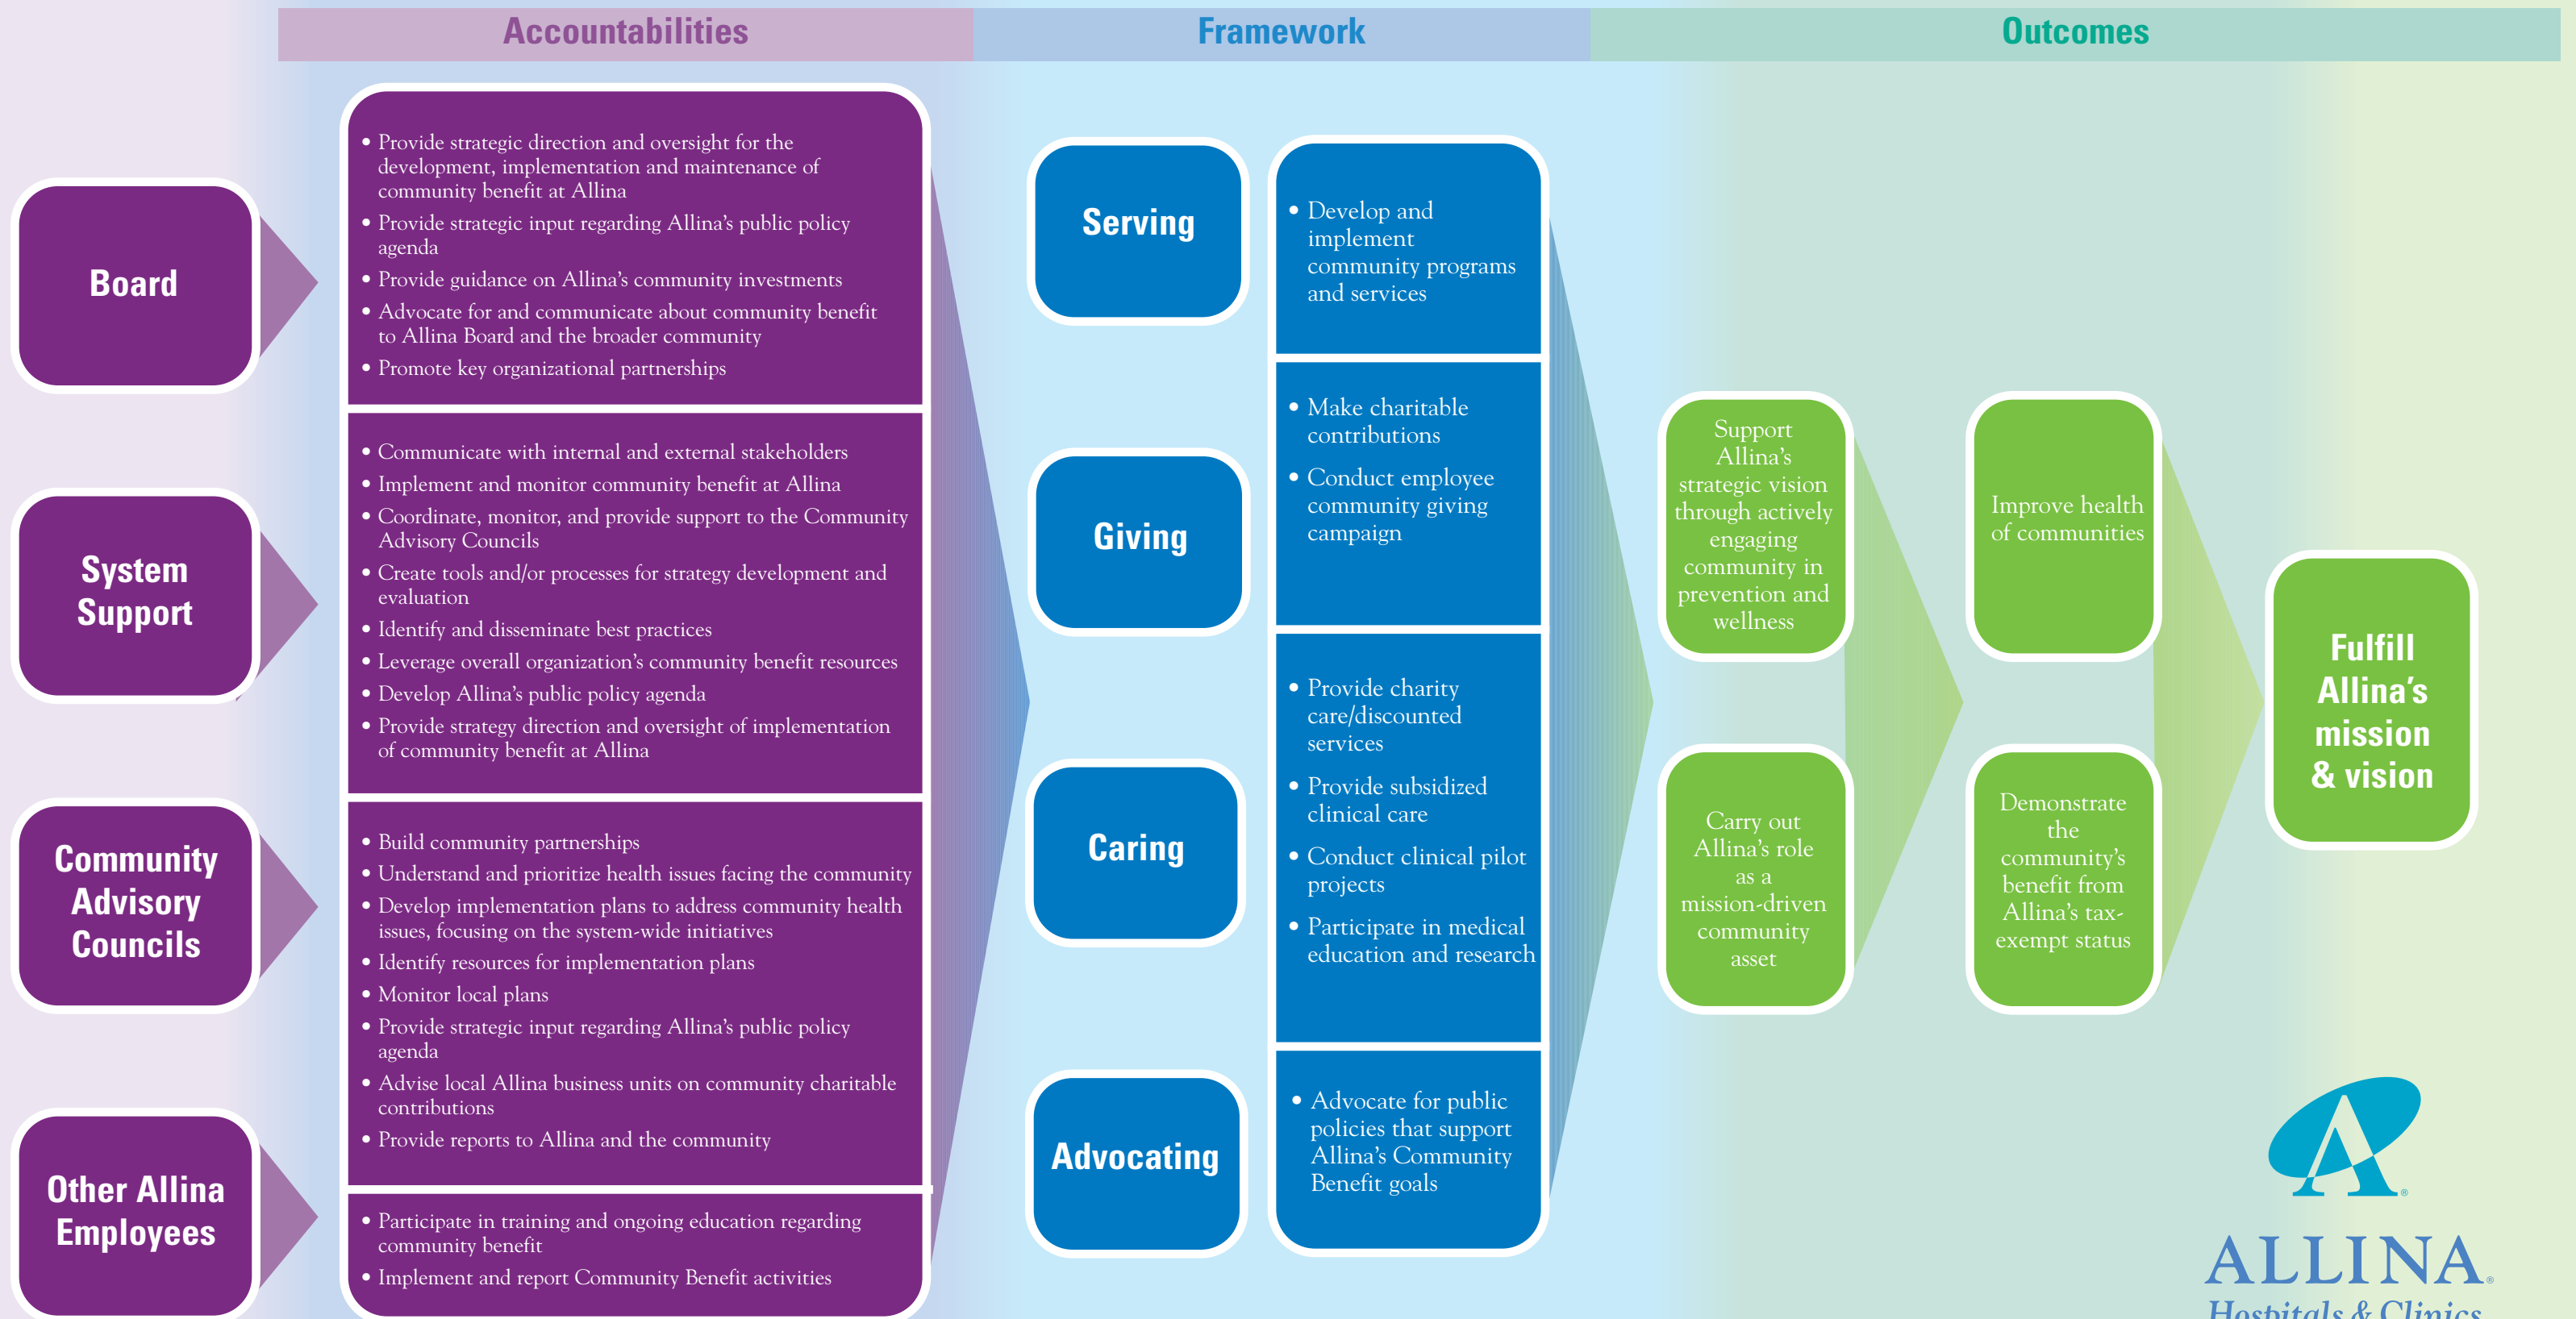 Accountabilities
Framework
Outcomes
Board
• Provide strategic direction and oversight for the
development, implementation and maintenance of
community benefit at Allina
• Provide strategic input regarding Allina's public policy
agenda
• Provide guidance on Allina's community investments
• Advocate for and communicate about community benefit
to Allina Board and the broader community
• Promote key organizational partnerships
System
Support
• Communicate with internal and external stakeholders
• Implement and monitor community benefit at Allina
• Coordinate, monitor, and provide support to the Community
Advisory Councils
• Create tools and/or processes for strategy development and
evaluation
• Identify and disseminate best practices
• Leverage overall organization's community benefit resources
• Develop Allina's public policy agenda
• Provide strategy direction and oversight of implementation
of community benefit at Allina
Community
Advisory
Councils
• Build community partnerships
• Understand and prioritize health issues facing the community
• Develop implementation plans to address community health
issues, focusing on the system-wide initiatives
• Identify resources for implementation plans
• Monitor local plans
• Provide strategic input regarding Allina's public policy
agenda
• Advise local Allina business units on community charitable
contributions
• Provide reports to Allina and the community
Other Allina
Employees
• Participate in training and ongoing education regarding
community benefit
• Implement and report Community Benefit activities
Serving
• Develop and
implement
community programs
and services
Giving
• Make charitable
contributions
• Conduct employee
community giving
campaign
Caring
• Provide charity
care/discounted
services
• Provide subsidized
clinical care
• Conduct clinical pilot
projects
• Participate in medical
education and research
Advocating
• Advocate for public
policies that support
Allina's Community
Benefit goals
Support
Allina's
strategic vision
through actively
engaging
community in
prevention and
wellness
Carry out
Allina's role
as a
mission-driven
community
asset
Improve health
of communities
Demonstrate
the
community's
benefit from
Allina's tax-
exempt status
Fulfill
Allina's
mission
& vision
A®
ALLINA®
Hospitals & Clinics